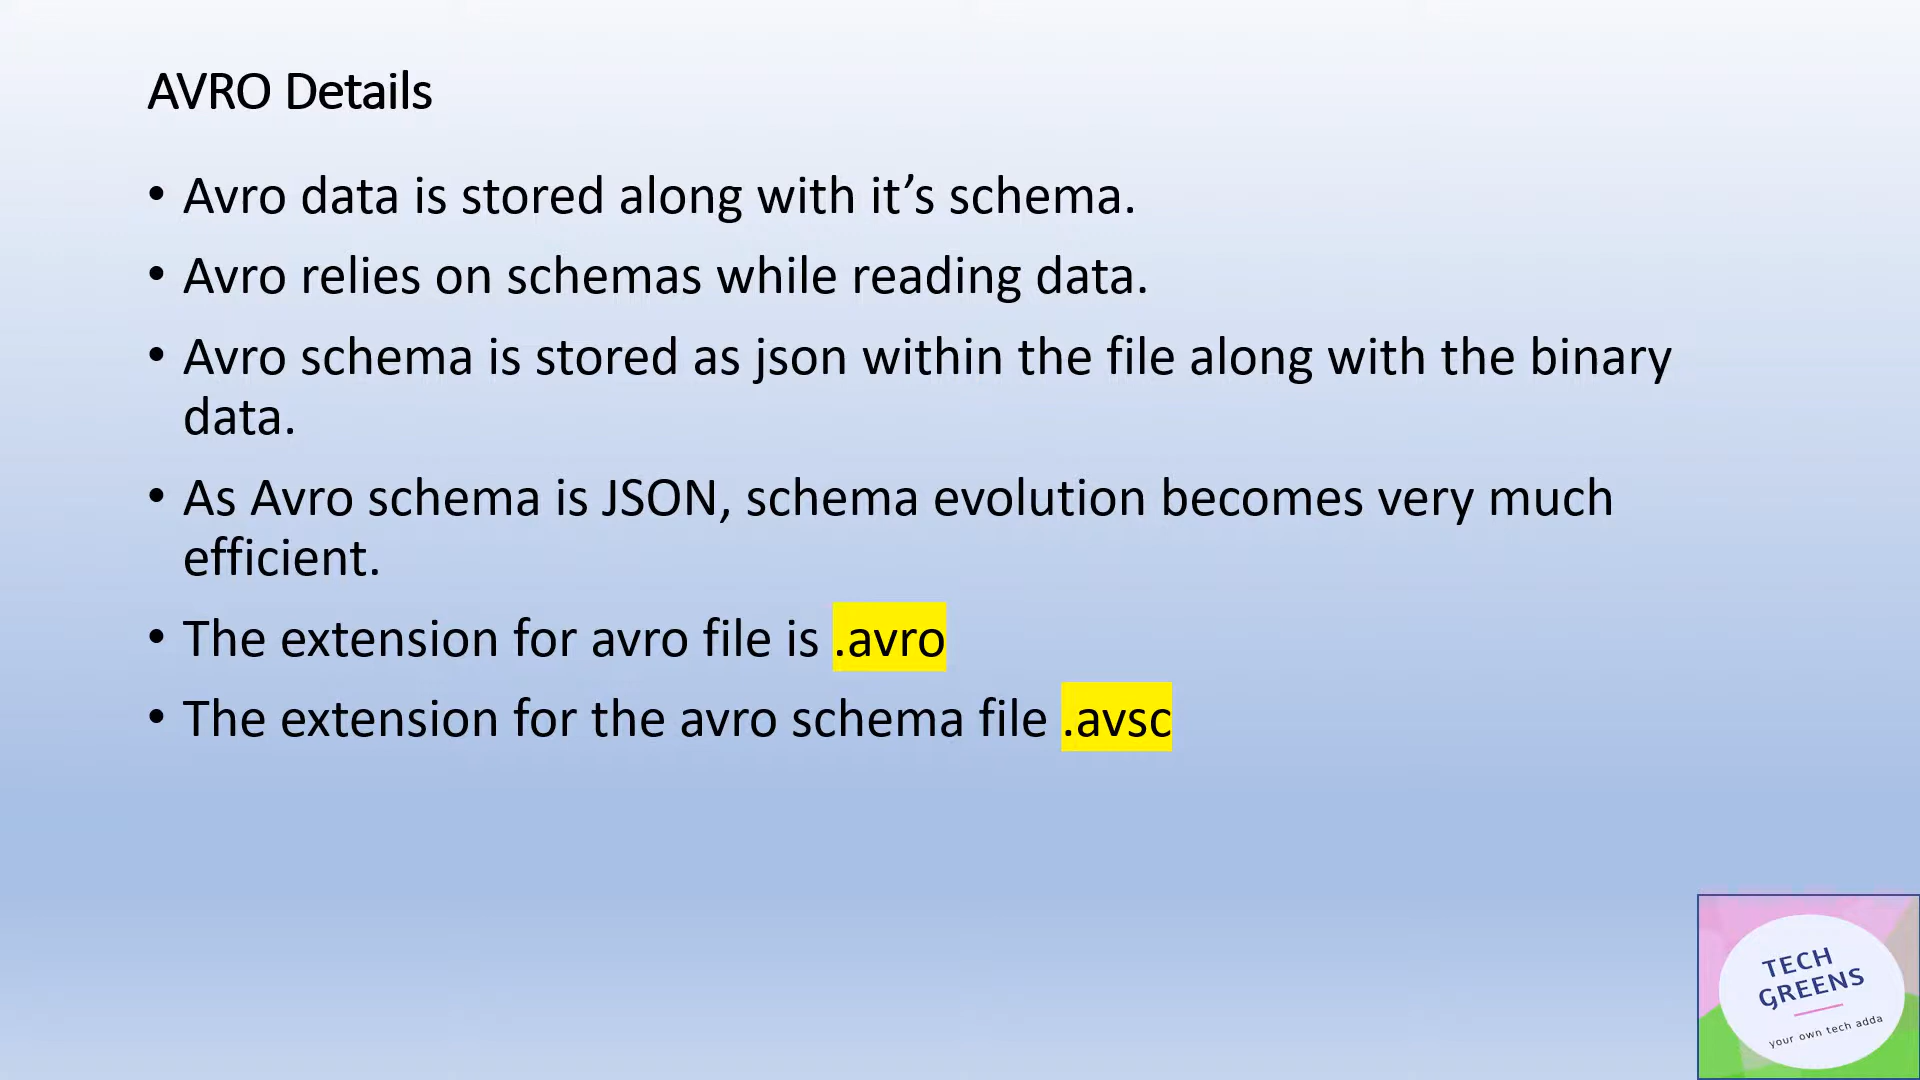 AVRO Details
• Avro data is stored along with it’s schema.
• Avro relies on schemas while reading data.
• Avro schema is stored as json within the file along with the binary
data.
• As Avro schema is JSON, schema evolution becomes very much
efficient.
• The extension for avro file is .avro
• The extension for the avro schema file .avsc
TECH
GREENS
your own tech adda